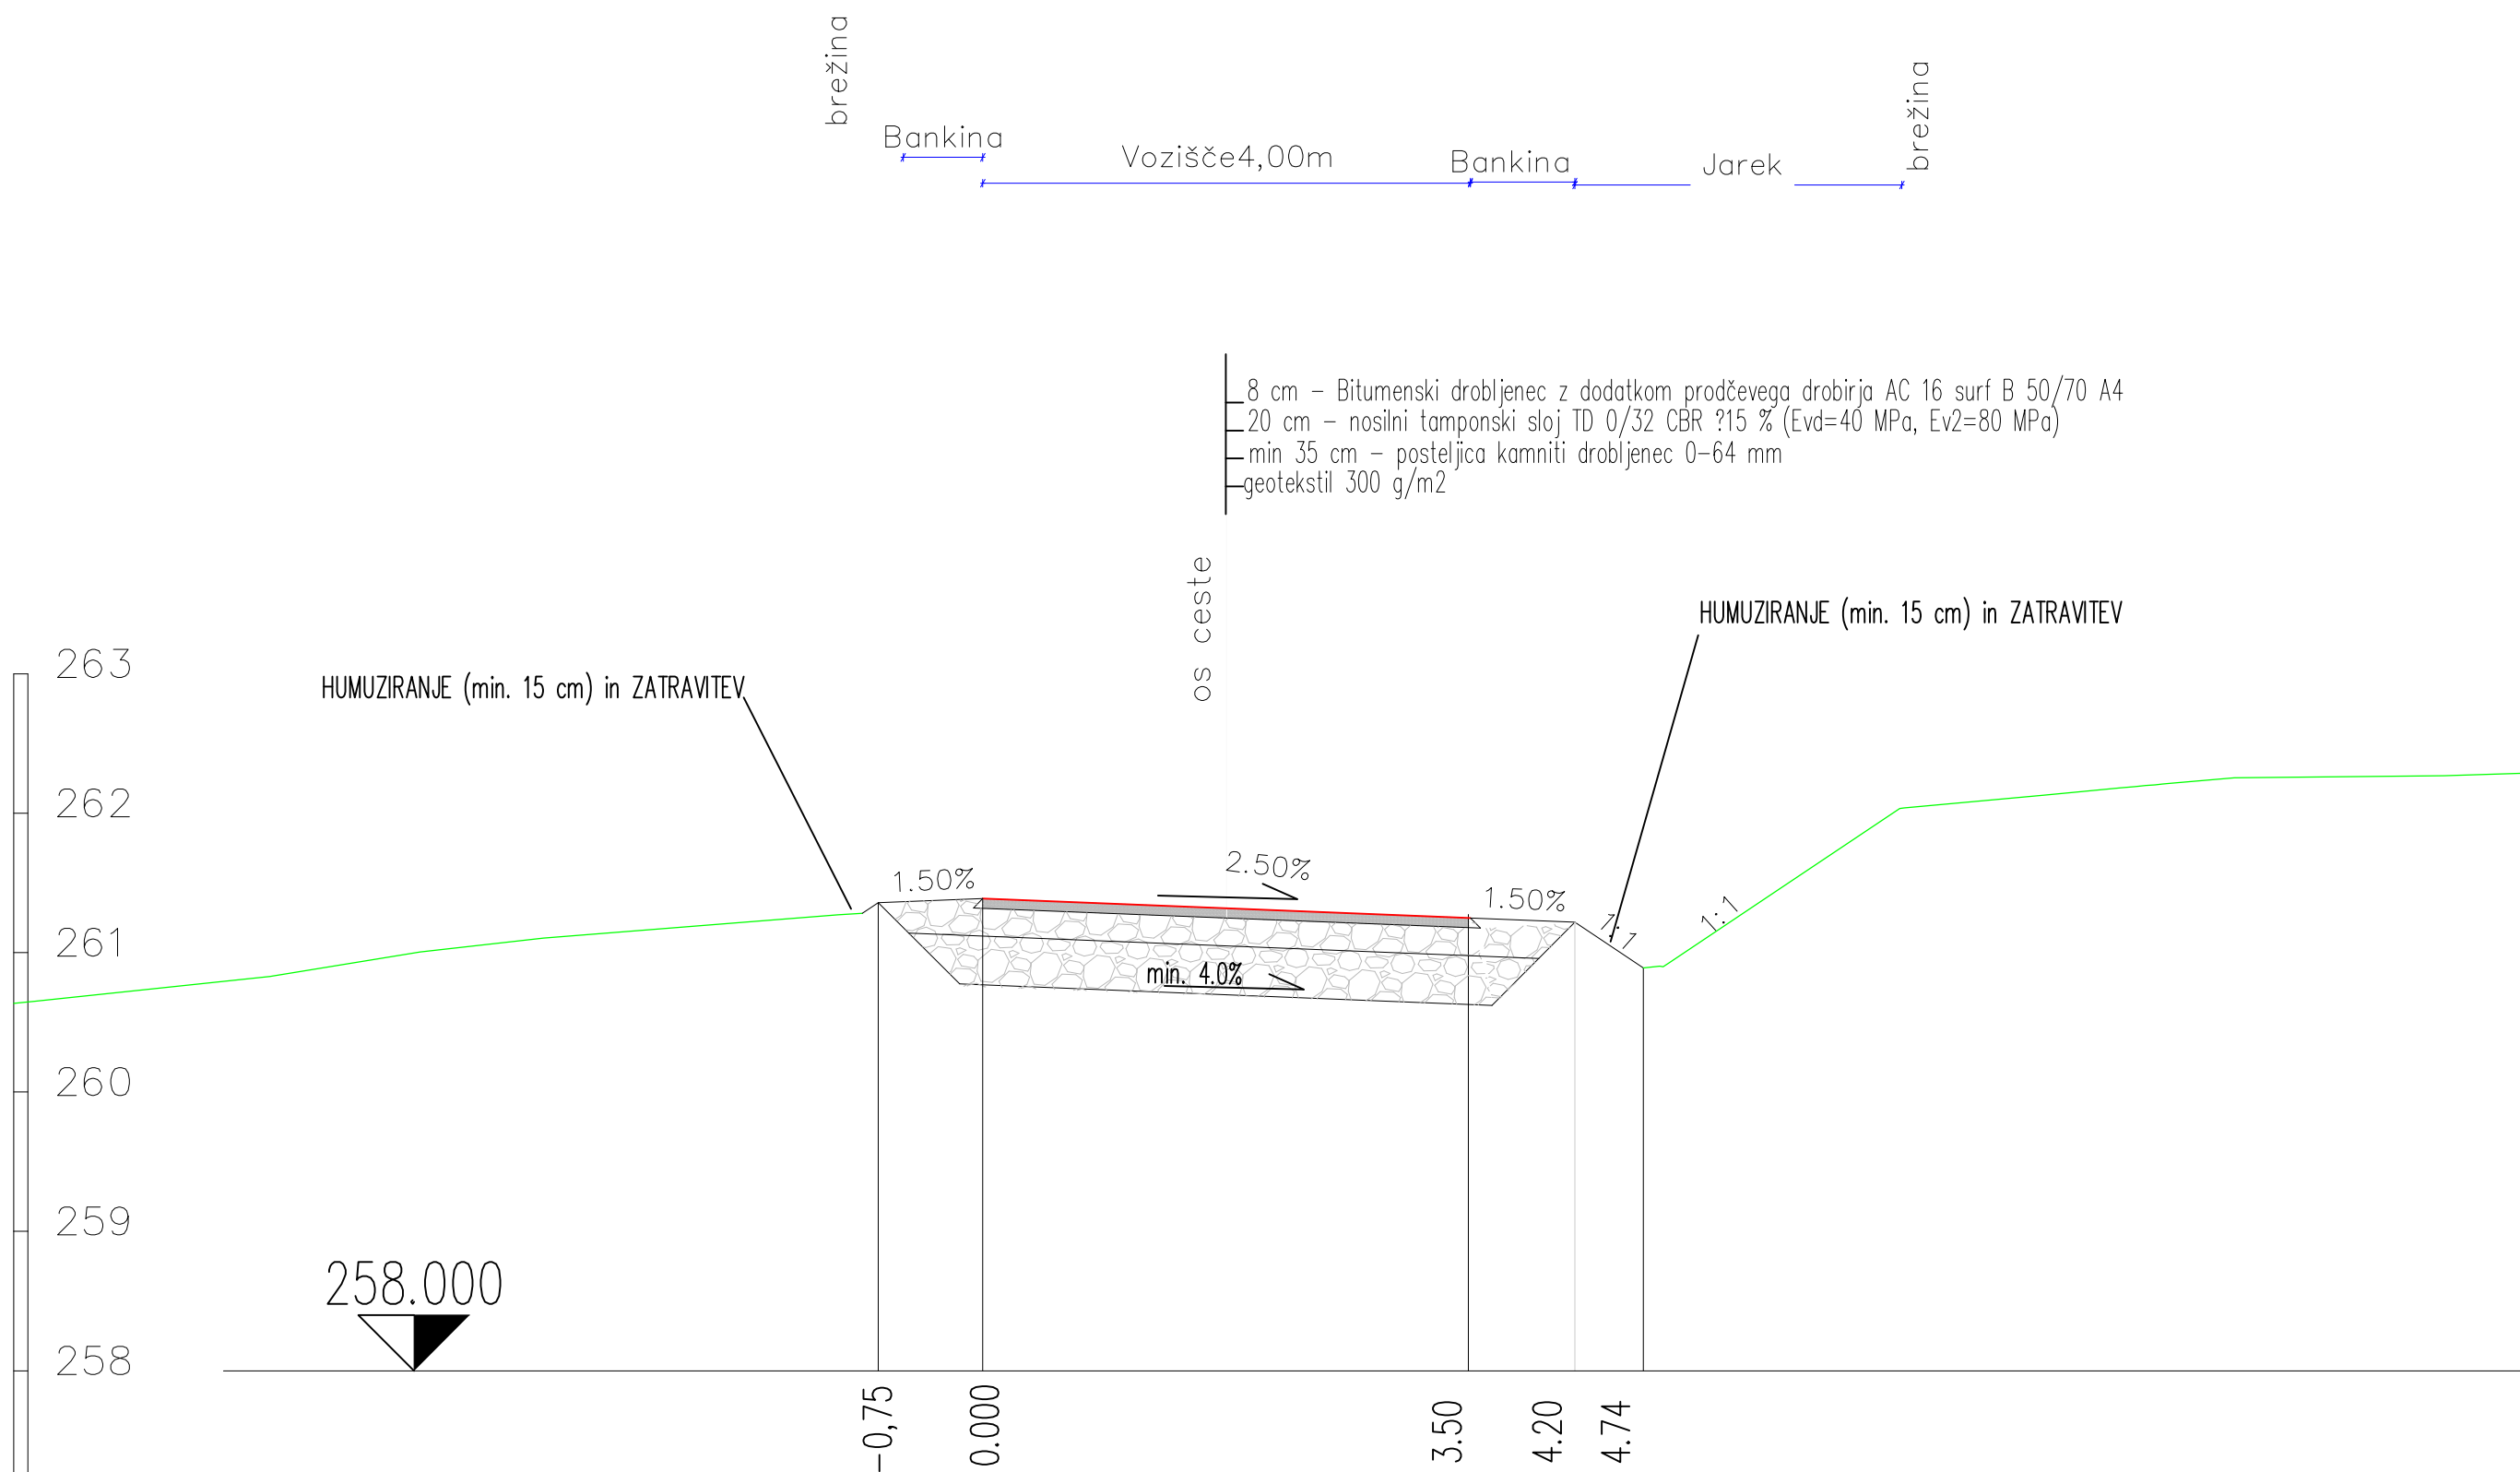 brežina
brežina
Bankina
Vozišče4,00m
Bankina
Jarek
8 cm – Bitumenski drobljenec z dodatkom prodčevega drobirja AC 16 surf B 50/70 A4
20 cm – nosilni tamponski sloj TD 0/32 CBR ?15 % (Evd=40 MPa, Ev2=80 MPa)
min 35 cm – posteljica kamniti drobljenec 0–64 mm
geotekstil 300 g/m2
os ceste
HUMUZIRANJE (min. 15 cm) in ZATRAVITEV
HUMUZIRANJE (min. 15 cm) in ZATRAVITEV
263
262
261
260
259
258
1.50%
2.50%
1.50%
1:1
1:1
min. 4.0%
258.000
-0,75
0.000
3.50
4.20
4.74